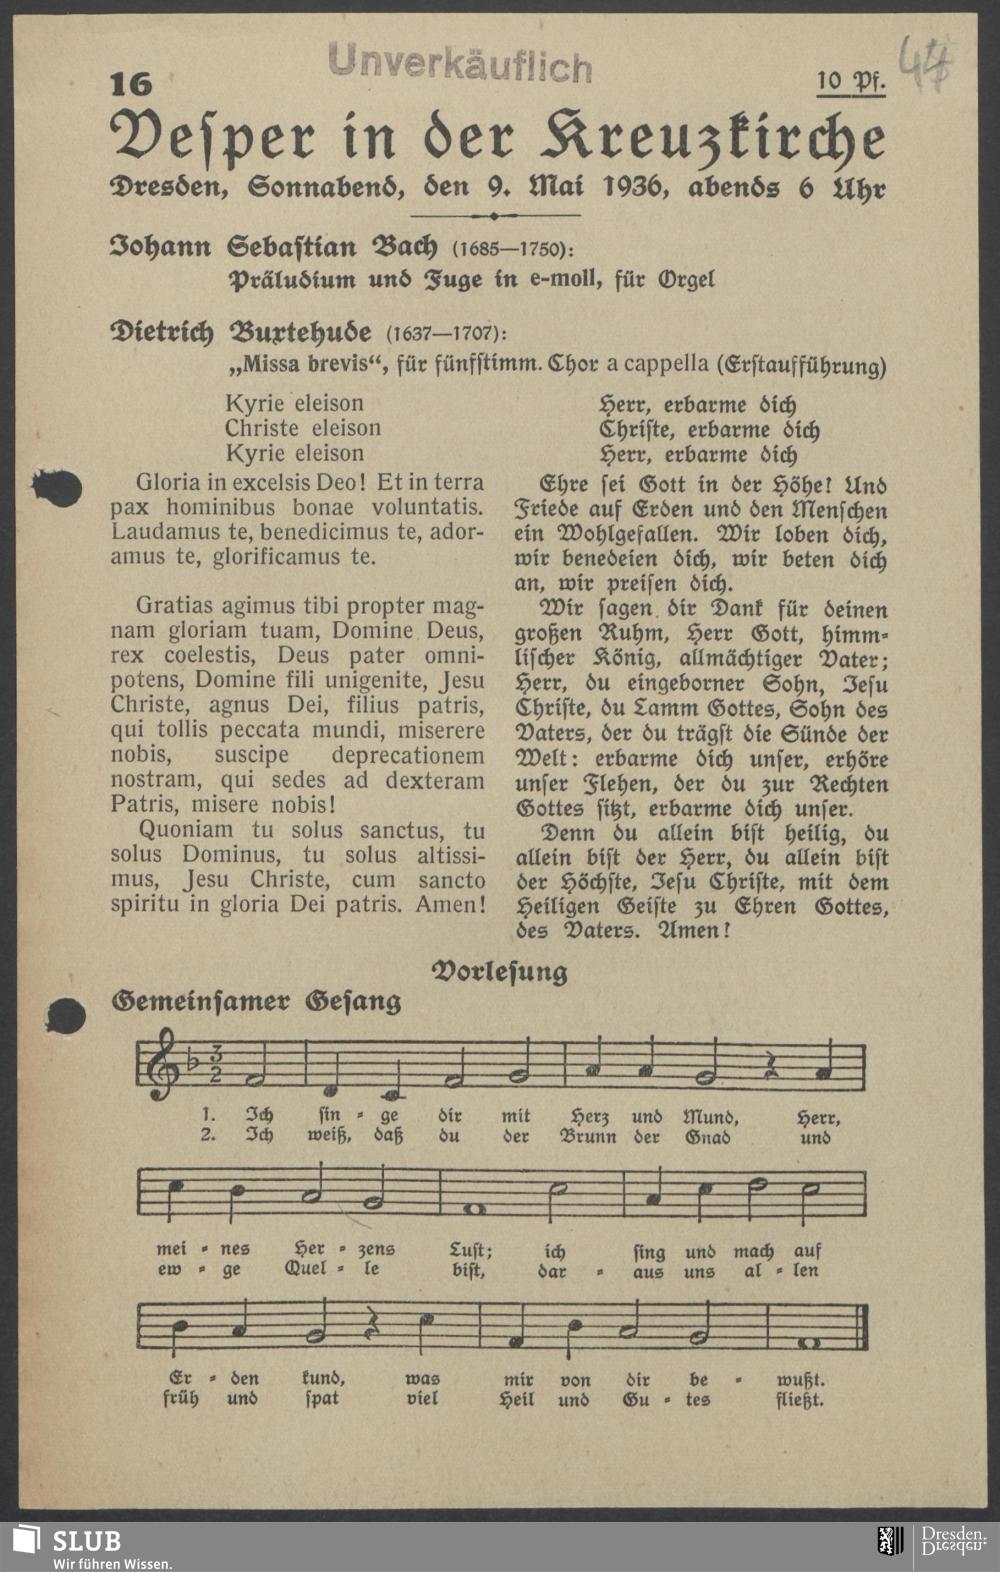 Unverkäuflich
44
16
10 Pf.
Vesper in der Kreuzkirche
Dresden, Sonnabend, den 9. Mai 1936, abends 6 Uhr
Johann Sebastian Bach (1685—1750):
Präludium und Fuge in e-moll, für Orgel
Dietrich Buxtehude (1637—1707):
„Missa brevis“, für fünfstimm. Chor a cappella (Erstaufführung)
Kyrie eleison
Christe eleison
Kyrie eleison
Gloria in excelsis Deo! Et in terra
pax hominibus bonae voluntatis.
Laudamus te, benedicimus te, ador-
amus te, glorificamus te.
Gratias agimus tibi propter mag-
nam gloriam tuam, Domine Deus,
rex coelestis, Deus pater omni-
potens, Domine fili unigenite, Jesu
Christe, agnus Dei, filius patris,
qui tollis peccata mundi, miserere
nobis, suscipe deprecationem
nostram, qui sedes ad dexteram
Patris, misere nobis!
Quoniam tu solus sanctus, tu
solus Dominus, tu solus altissi-
mus, Jesu Christe, cum sancto
spiritu in gloria Dei patris. Amen!
Herr, erbarme dich
Christe, erbarme dich
Herr, erbarme dich
Ehre sei Gott in der Höhe! Und
Friede auf Erden und den Menschen
ein Wohlgefallen. Wir loben dich,
wir benedeien dich, wir beten dich
an, wir preisen dich.
Wir sagen dir Dank für deinen
großen Ruhm, Herr Gott, himm-
lischer König, allmächtiger Vater;
Herr, du eingeborner Sohn, Jesu
Christe, du Lamm Gottes, Sohn des
Vaters, der du trägst die Sünde der
Welt: erbarme dich unser, erhöre
unser Flehen, der du zur Rechten
Gottes sitzt, erbarme dich unser.
Denn du allein bist heilig, du
allein bist der Herr, du allein bist
der Höchste, Jesu Christe, mit dem
Heiligen Geiste zu Ehren Gottes,
des Vaters. Amen!
Vorlesung
Gemeinsamer Gesang
3
2
1. Ich sin - ge dir mit Herz und Mund, Herr,
2. Ich weiß, daß du der Brunn der Gnad und
mei - nes Her - zens Lust; ich sing und mach auf
ew - ge Quel - le bist, dar - aus uns al - len
Er - den kund, was mir von dir be - wußt.
früh und spat viel Heil und Gu - tes fließt.
SLUB
Wir führen Wissen.
Dresden.
Dresden.